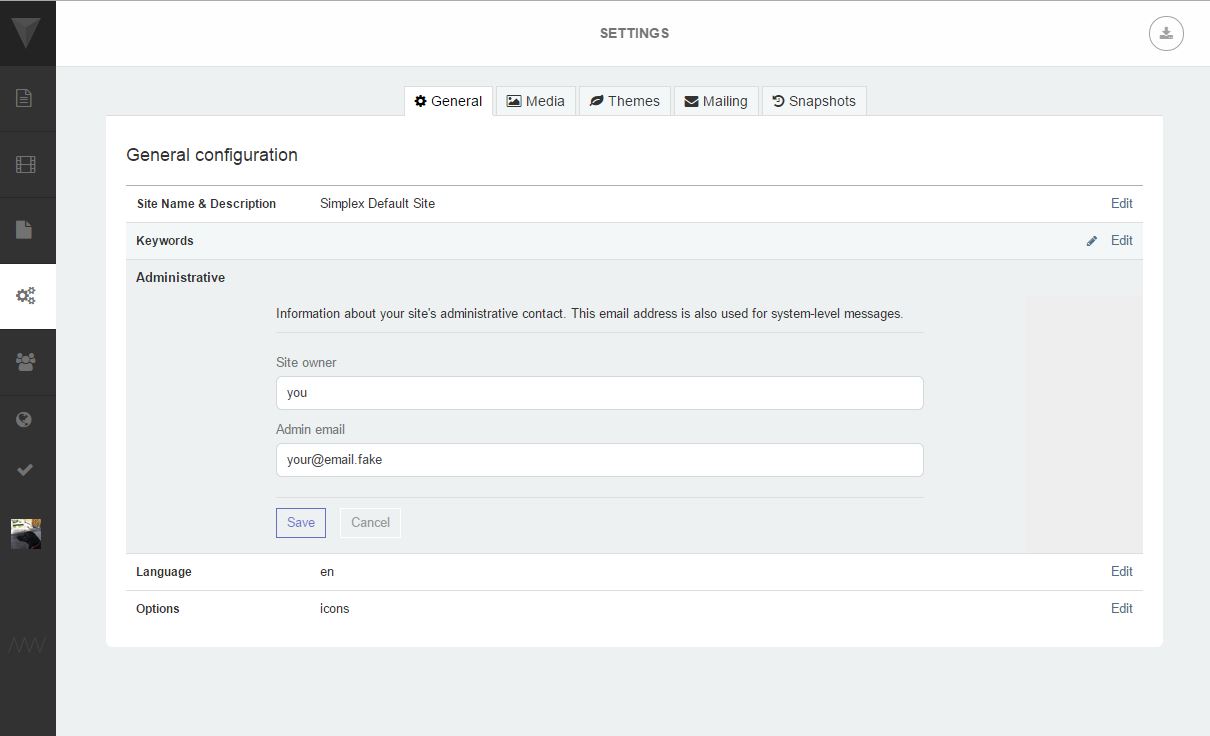 SETTINGS
General Media Themes Mailing Snapshots
General configuration
Site Name & Description Simplex Default Site Edit
Keywords Edit
Administrative
Information about your site's administrative contact. This email address is also used for system-level messages.
Site owner
you
Admin email
your@email.fake
Save Cancel
Language en Edit
Options icons Edit